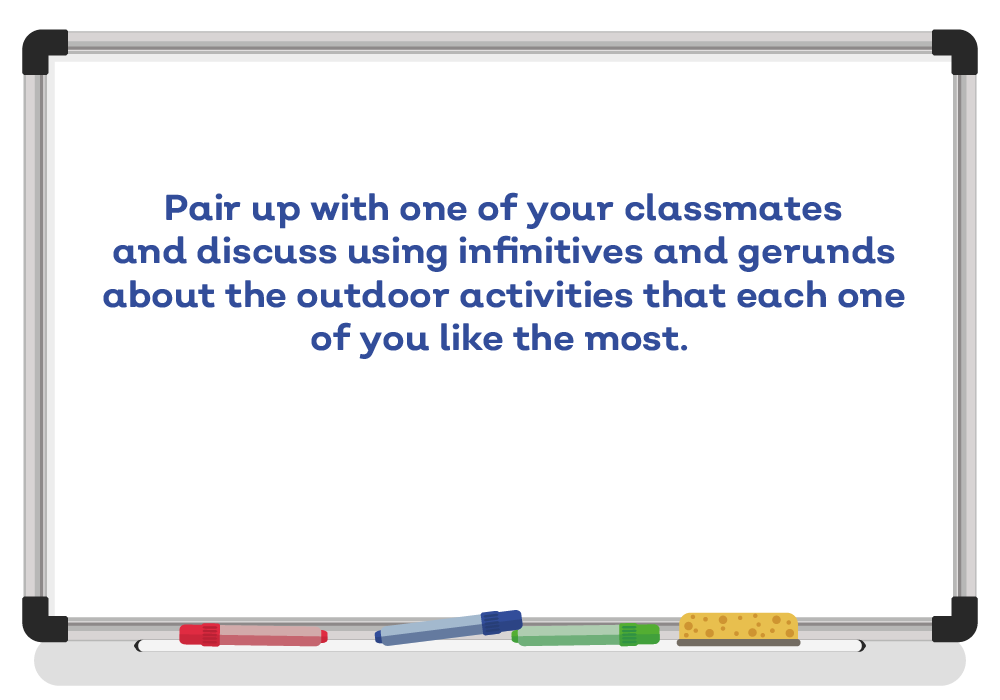 Pair up with one of your classmates
and discuss using infinitives and gerunds
about the outdoor activities that each one
of you like the most.